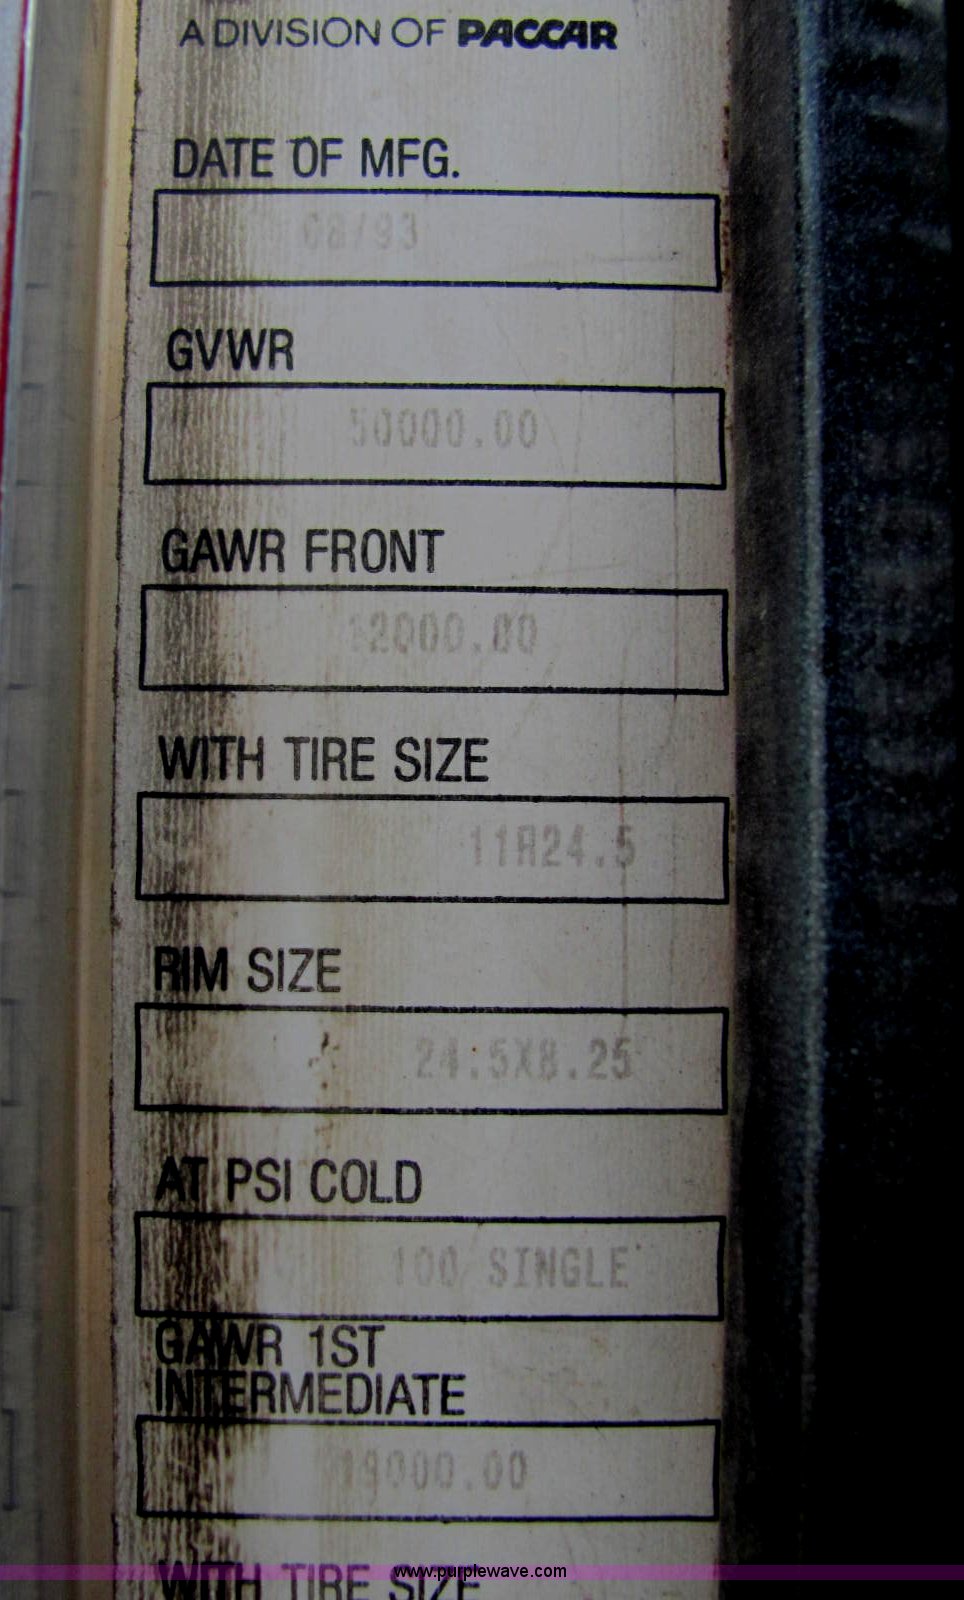 A DIVISION OF PACCAR
DATE OF MFG.
08/93
GVWR
50000.00
GAWR FRONT
12000.00
WITH TIRE SIZE
11R24.5
RIM SIZE
24.5X8.25
AT PSI COLD
100 SINGLE
GAWR 1ST
INTERMEDIATE
19000.00
WITH TIRE SIZE
www.purplewave.com